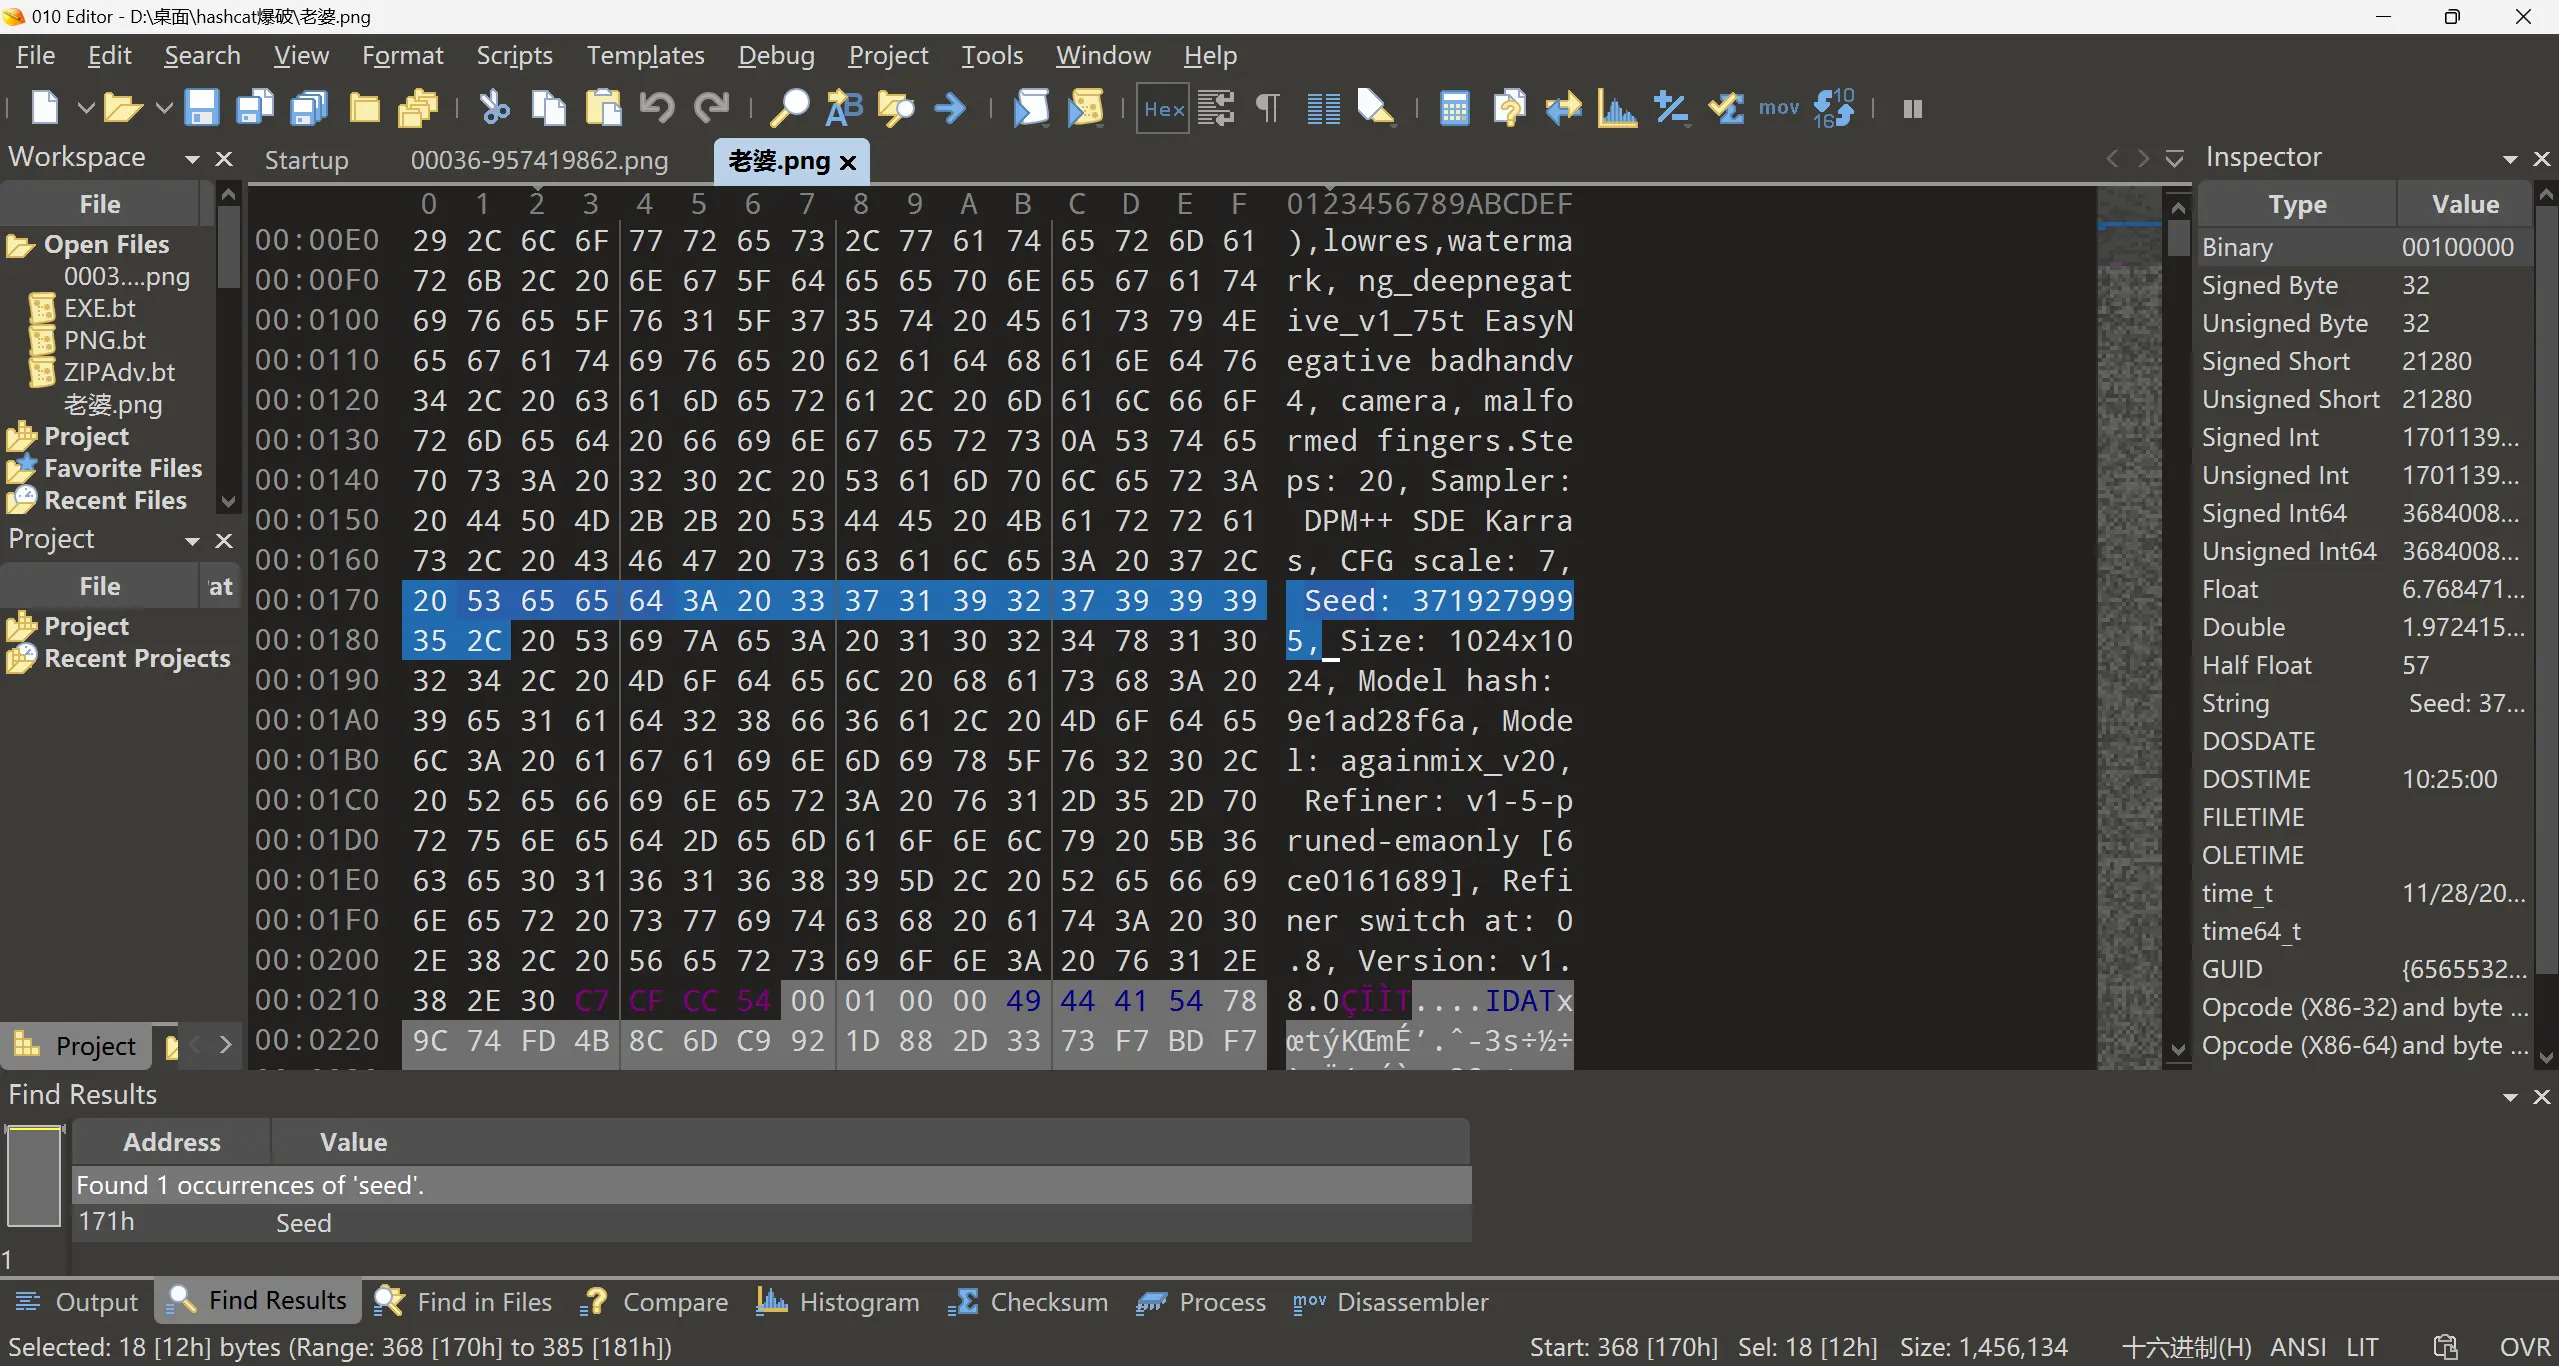 010 Editor - D:\桌面\hashcat爆破\老婆.png
File Edit Search View Format Scripts Templates Debug Project Tools Window Help
Hex mov 10 16
Workspace
Startup 00036-957419862.png 老婆.png
Inspector
File
Open Files
0003....png
EXE.bt
PNG.bt
ZIPAdv.bt
老婆.png
Project
Favorite Files
Recent Files
Project
File
Project
Recent Projects
Project
0 1 2 3 4 5 6 7 8 9 A B C D E F 0123456789ABCDEF
00:00E0 29 2C 6C 6F 77 72 65 73 2C 77 61 74 65 72 6D 61 ),lowres,waterma
00:00F0 72 6B 2C 20 6E 67 5F 64 65 65 70 6E 65 67 61 74 rk, ng_deepnegat
00:0100 69 76 65 5F 76 31 5F 37 35 74 20 45 61 73 79 4E ive_v1_75t EasyN
00:0110 65 67 61 74 69 76 65 20 62 61 64 68 61 6E 64 76 egative badhandv
00:0120 34 2C 20 63 61 6D 65 72 61 2C 20 6D 61 6C 66 6F 4, camera, malfo
00:0130 72 6D 65 64 20 66 69 6E 67 65 72 73 0A 53 74 65 rmed fingers.Ste
00:0140 70 73 3A 20 32 30 2C 20 53 61 6D 70 6C 65 72 3A ps: 20, Sampler:
00:0150 20 44 50 4D 2B 2B 20 53 44 45 20 4B 61 72 72 61 DPM++ SDE Karra
00:0160 73 2C 20 43 46 47 20 73 63 61 6C 65 3A 20 37 2C s, CFG scale: 7,
00:0170 20 53 65 65 64 3A 20 33 37 31 39 32 37 39 39 39 Seed: 371927999
00:0180 35 2C 20 53 69 7A 65 3A 20 31 30 32 34 78 31 30 5, Size: 1024x10
00:0190 32 34 2C 20 4D 6F 64 65 6C 20 68 61 73 68 3A 20 24, Model hash:
00:01A0 39 65 31 61 64 32 38 66 36 61 2C 20 4D 6F 64 65 9e1ad28f6a, Mode
00:01B0 6C 3A 20 61 67 61 69 6E 6D 69 78 5F 76 32 30 2C l: againmix_v20,
00:01C0 20 52 65 66 69 6E 65 72 3A 20 76 31 2D 35 2D 70 Refiner: v1-5-p
00:01D0 72 75 6E 65 64 2D 65 6D 61 6F 6E 6C 79 20 5B 36 runed-emaonly [6
00:01E0 63 65 30 31 36 31 36 38 39 5D 2C 20 52 65 66 69 ce0161689], Refi
00:01F0 6E 65 72 20 73 77 69 74 63 68 20 61 74 3A 20 30 ner switch at: 0
00:0200 2E 38 2C 20 56 65 72 73 69 6F 6E 3A 20 76 31 2E .8, Version: v1.
00:0210 38 2E 30 C7 CF CC 54 00 01 00 00 49 44 41 54 78 8.0ÇÏÌT....IDATx
00:0220 9C 74 FD 4B 8C 6D C9 92 1D 88 2D 33 73 F7 BD F7 œtýKŒmÉ’.ˆ-3s÷½÷
Type Value
Binary 00100000
Signed Byte 32
Unsigned Byte 32
Signed Short 21280
Unsigned Short 21280
Signed Int 1701139...
Unsigned Int 1701139...
Signed Int64 3684008...
Unsigned Int64 3684008...
Float 6.768471...
Double 1.972415...
Half Float 57
String Seed: 37...
DOSDATE
DOSTIME 10:25:00
FILETIME
OLETIME
time_t 11/28/20...
time64_t
GUID {6565532...
Opcode (X86-32) and byte ...
Opcode (X86-64) and byte ...
Find Results
Address Value
Found 1 occurrences of 'seed'.
171h Seed
1
Output Find Results Find in Files Compare Histogram Checksum Process mov Disassembler
Selected: 18 [12h] bytes (Range: 368 [170h] to 385 [181h]) Start: 368 [170h] Sel: 18 [12h] Size: 1,456,134 十六进制(H) ANSI LIT OVR